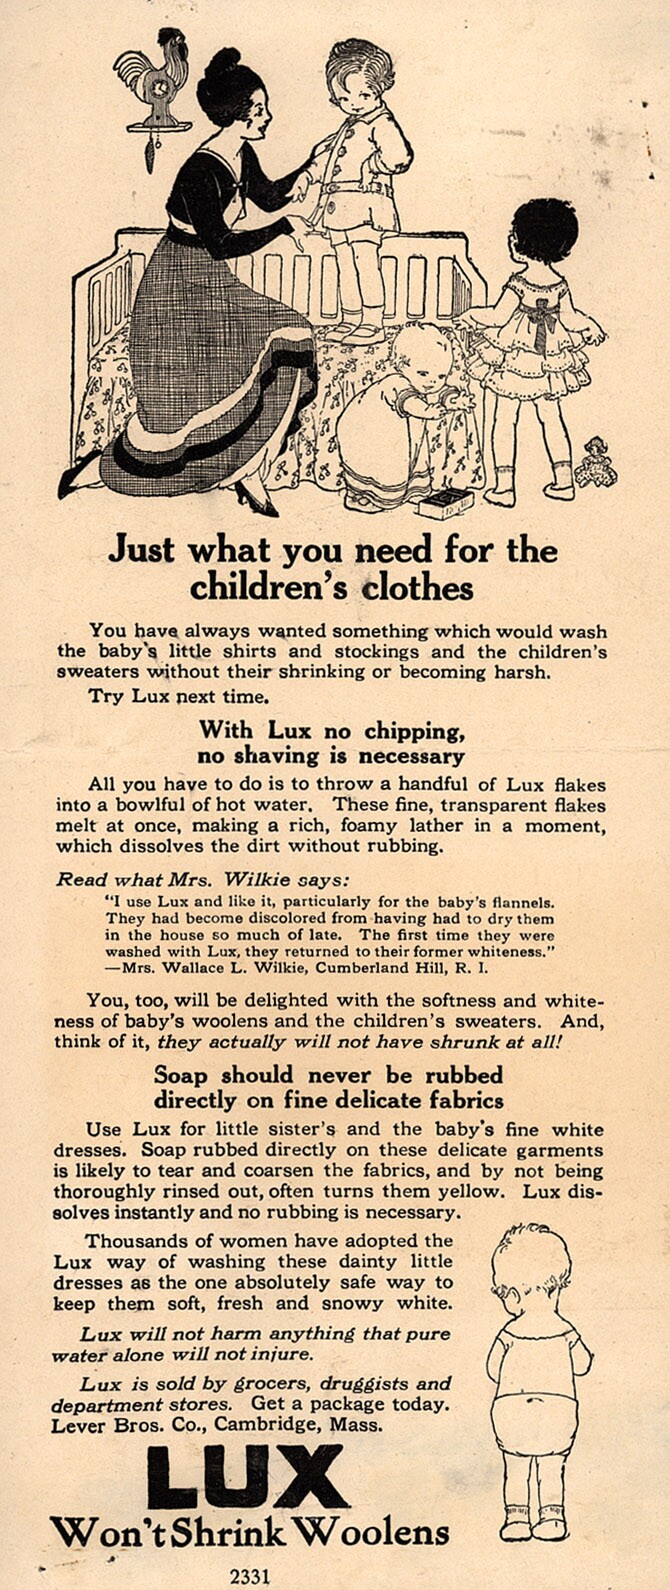 Just what you need for the
children's clothes
You have always wanted something which would wash
the baby's little shirts and stockings and the children's
sweaters without their shrinking or becoming harsh.
Try Lux next time.
With Lux no chipping,
no shaving is necessary
All you have to do is to throw a handful of Lux flakes
into a bowlful of hot water. These fine, transparent flakes
melt at once, making a rich, foamy lather in a moment,
which dissolves the dirt without rubbing.
Read what Mrs. Wilkie says:
"I use Lux and like it, particularly for the baby's flannels.
They had become discolored from having had to dry them
in the house so much of late. The first time they were
washed with Lux, they returned to their former whiteness."
—Mrs. Wallace L. Wilkie, Cumberland Hill, R. I.
You, too, will be delighted with the softness and white-
ness of baby's woolens and the children's sweaters. And,
think of it, they actually will not have shrunk at all!
Soap should never be rubbed
directly on fine delicate fabrics
Use Lux for little sister's and the baby's fine white
dresses. Soap rubbed directly on these delicate garments
is likely to tear and coarsen the fabrics, and by not being
thoroughly rinsed out, often turns them yellow. Lux dis-
solves instantly and no rubbing is necessary.
Thousands of women have adopted the
Lux way of washing these dainty little
dresses as the one absolutely safe way to
keep them soft, fresh and snowy white.
Lux will not harm anything that pure
water alone will not injure.
Lux is sold by grocers, druggists and
department stores. Get a package today.
Lever Bros. Co., Cambridge, Mass.
LUX
Won't Shrink Woolens
2331